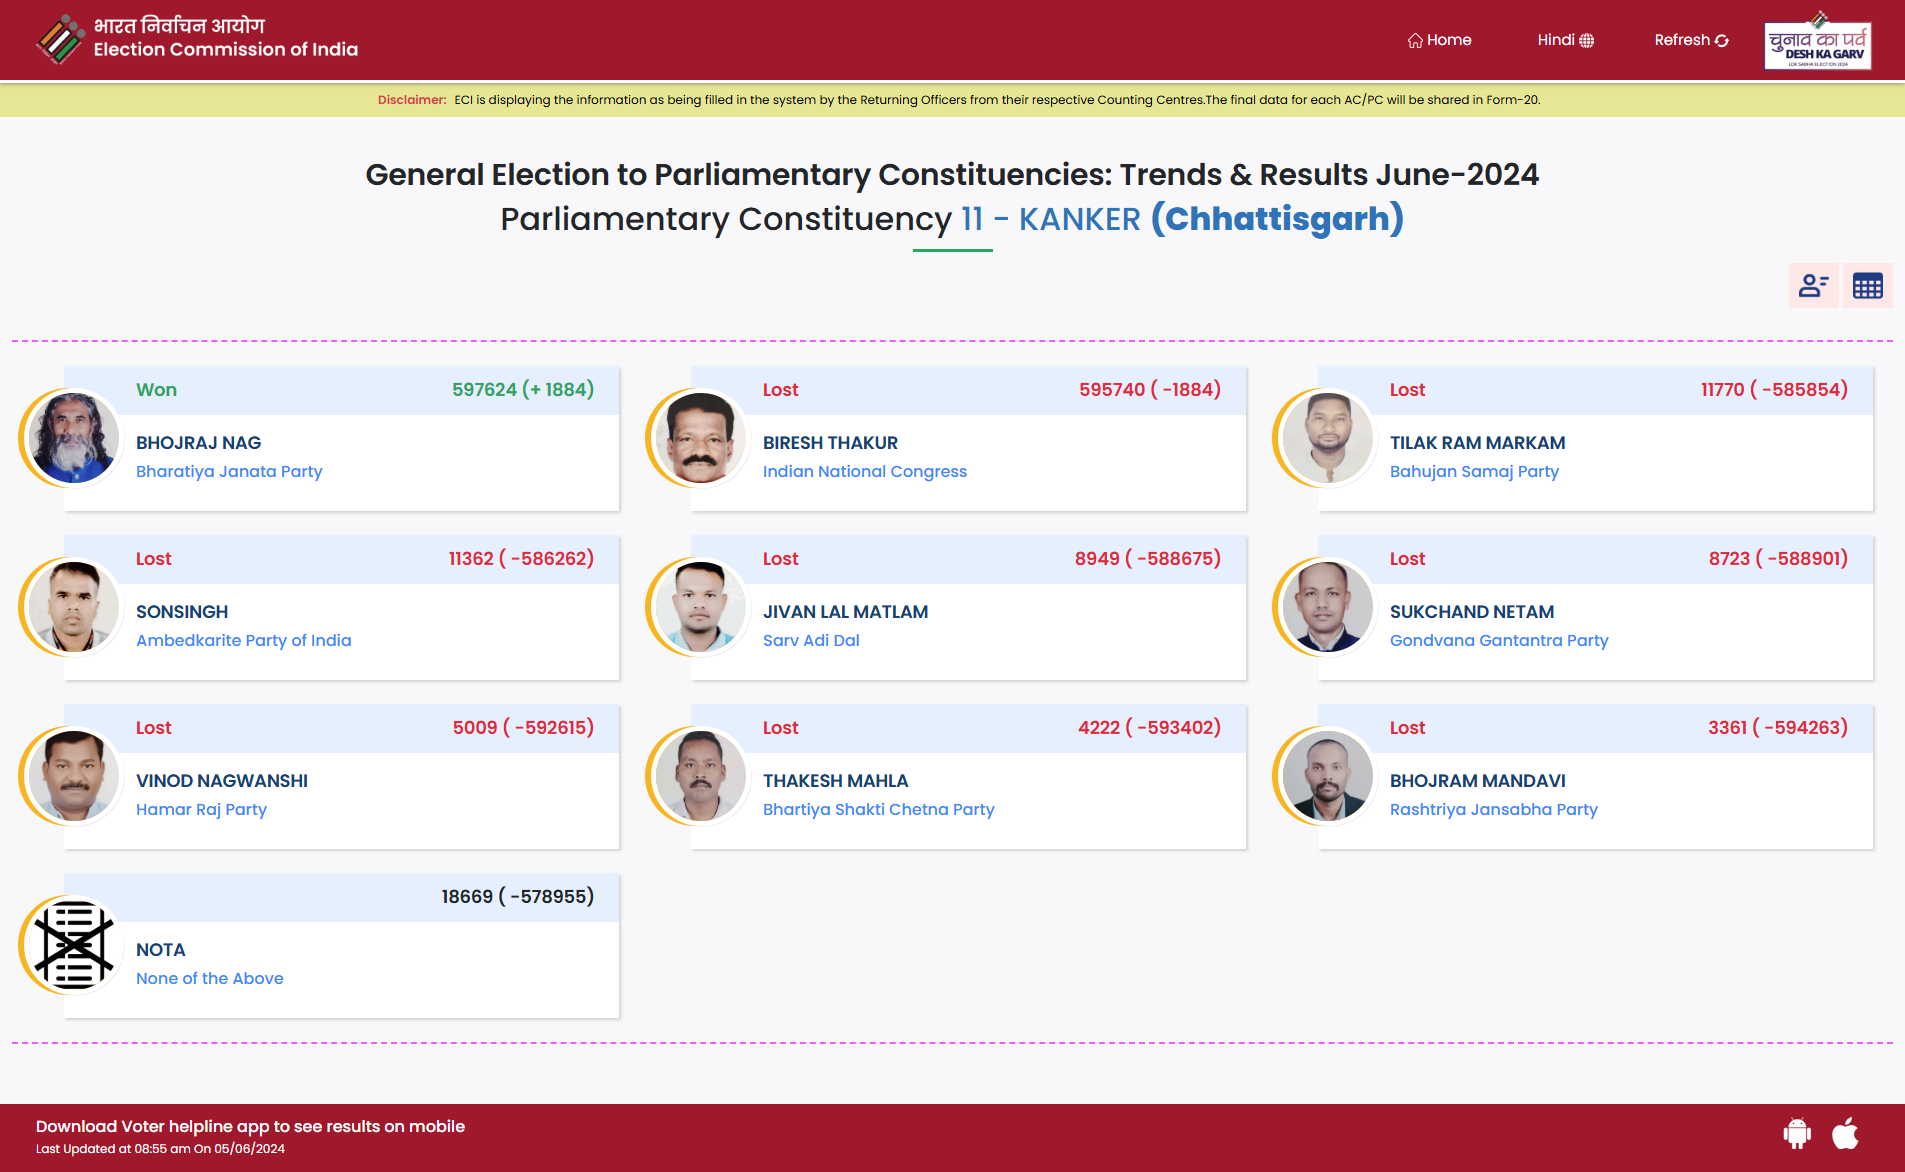 भारत निर्वाचन आयोग
Election Commission of India
Home
Hindi
Refresh
चुनाव का पर्व
DESH KA GARV
LOK SABHA ELECTION 2024
Disclaimer: ECI is displaying the information as being filled in the system by the Returning Officers from their respective Counting Centres.The final data for each AC/PC will be shared in Form-20.
General Election to Parliamentary Constituencies: Trends & Results June-2024
Parliamentary Constituency 11 - KANKER (Chhattisgarh)
Won 597624 (+ 1884)
BHOJRAJ NAG
Bharatiya Janata Party
Lost 595740 ( -1884)
BIRESH THAKUR
Indian National Congress
Lost 11770 ( -585854)
TILAK RAM MARKAM
Bahujan Samaj Party
Lost 11362 ( -586262)
SONSINGH
Ambedkarite Party of India
Lost 8949 ( -588675)
JIVAN LAL MATLAM
Sarv Adi Dal
Lost 8723 ( -588901)
SUKCHAND NETAM
Gondvana Gantantra Party
Lost 5009 ( -592615)
VINOD NAGWANSHI
Hamar Raj Party
Lost 4222 ( -593402)
THAKESH MAHLA
Bhartiya Shakti Chetna Party
Lost 3361 ( -594263)
BHOJRAM MANDAVI
Rashtriya Jansabha Party
18669 ( -578955)
NOTA
None of the Above
Download Voter helpline app to see results on mobile
Last Updated at 08:55 am On 05/06/2024